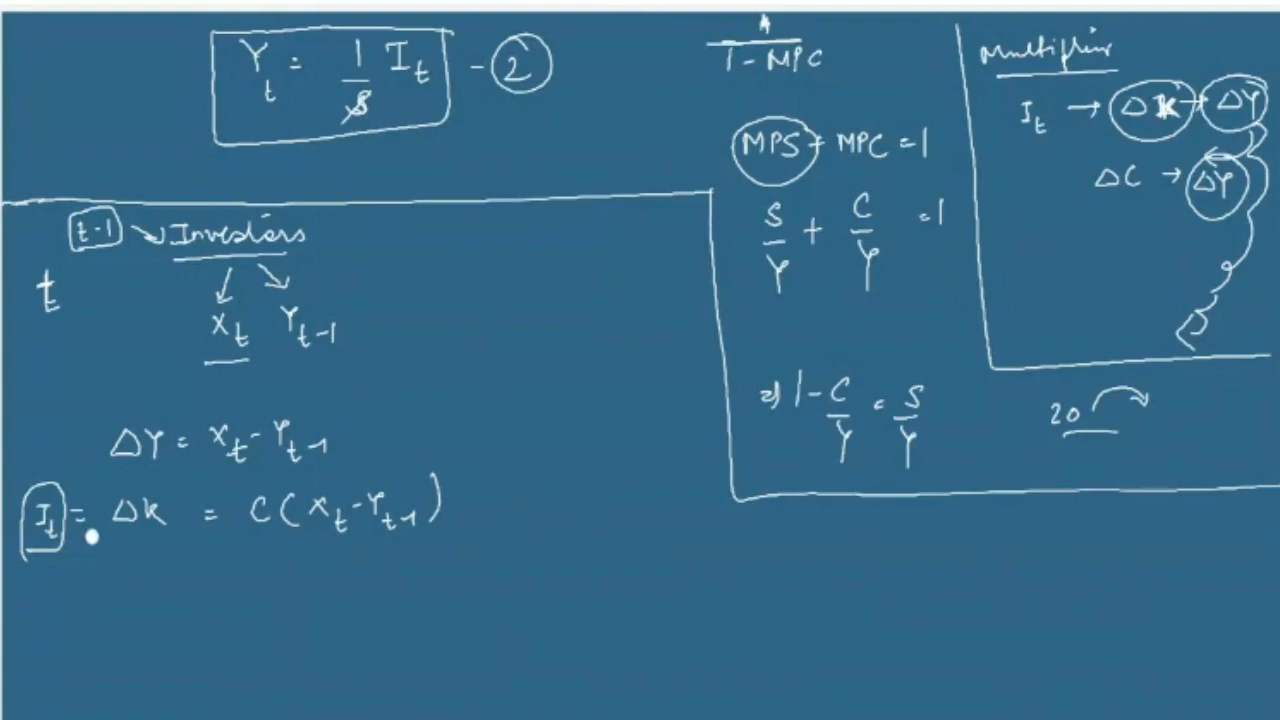 Y_t = 1/s I_t - 2
t-1 ↘ Investors
t
X_t Y_t-1
ΔY = X_t - Y_t-1
I_t = ΔK = C(X_t - Y_t-1)
1/1-MPC
MPS + MPC = 1
S/Y + C/Y = 1
⇒ 1 - C/Y = S/Y
Multiplier
I_t → ΔK → ΔY
ΔC → ΔY
20